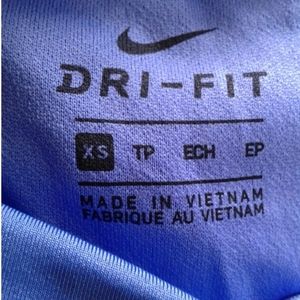 DRI-FIT
XS TP ECH EP
MADE IN VIETNAM
FABRIQUE AU VIETNAM